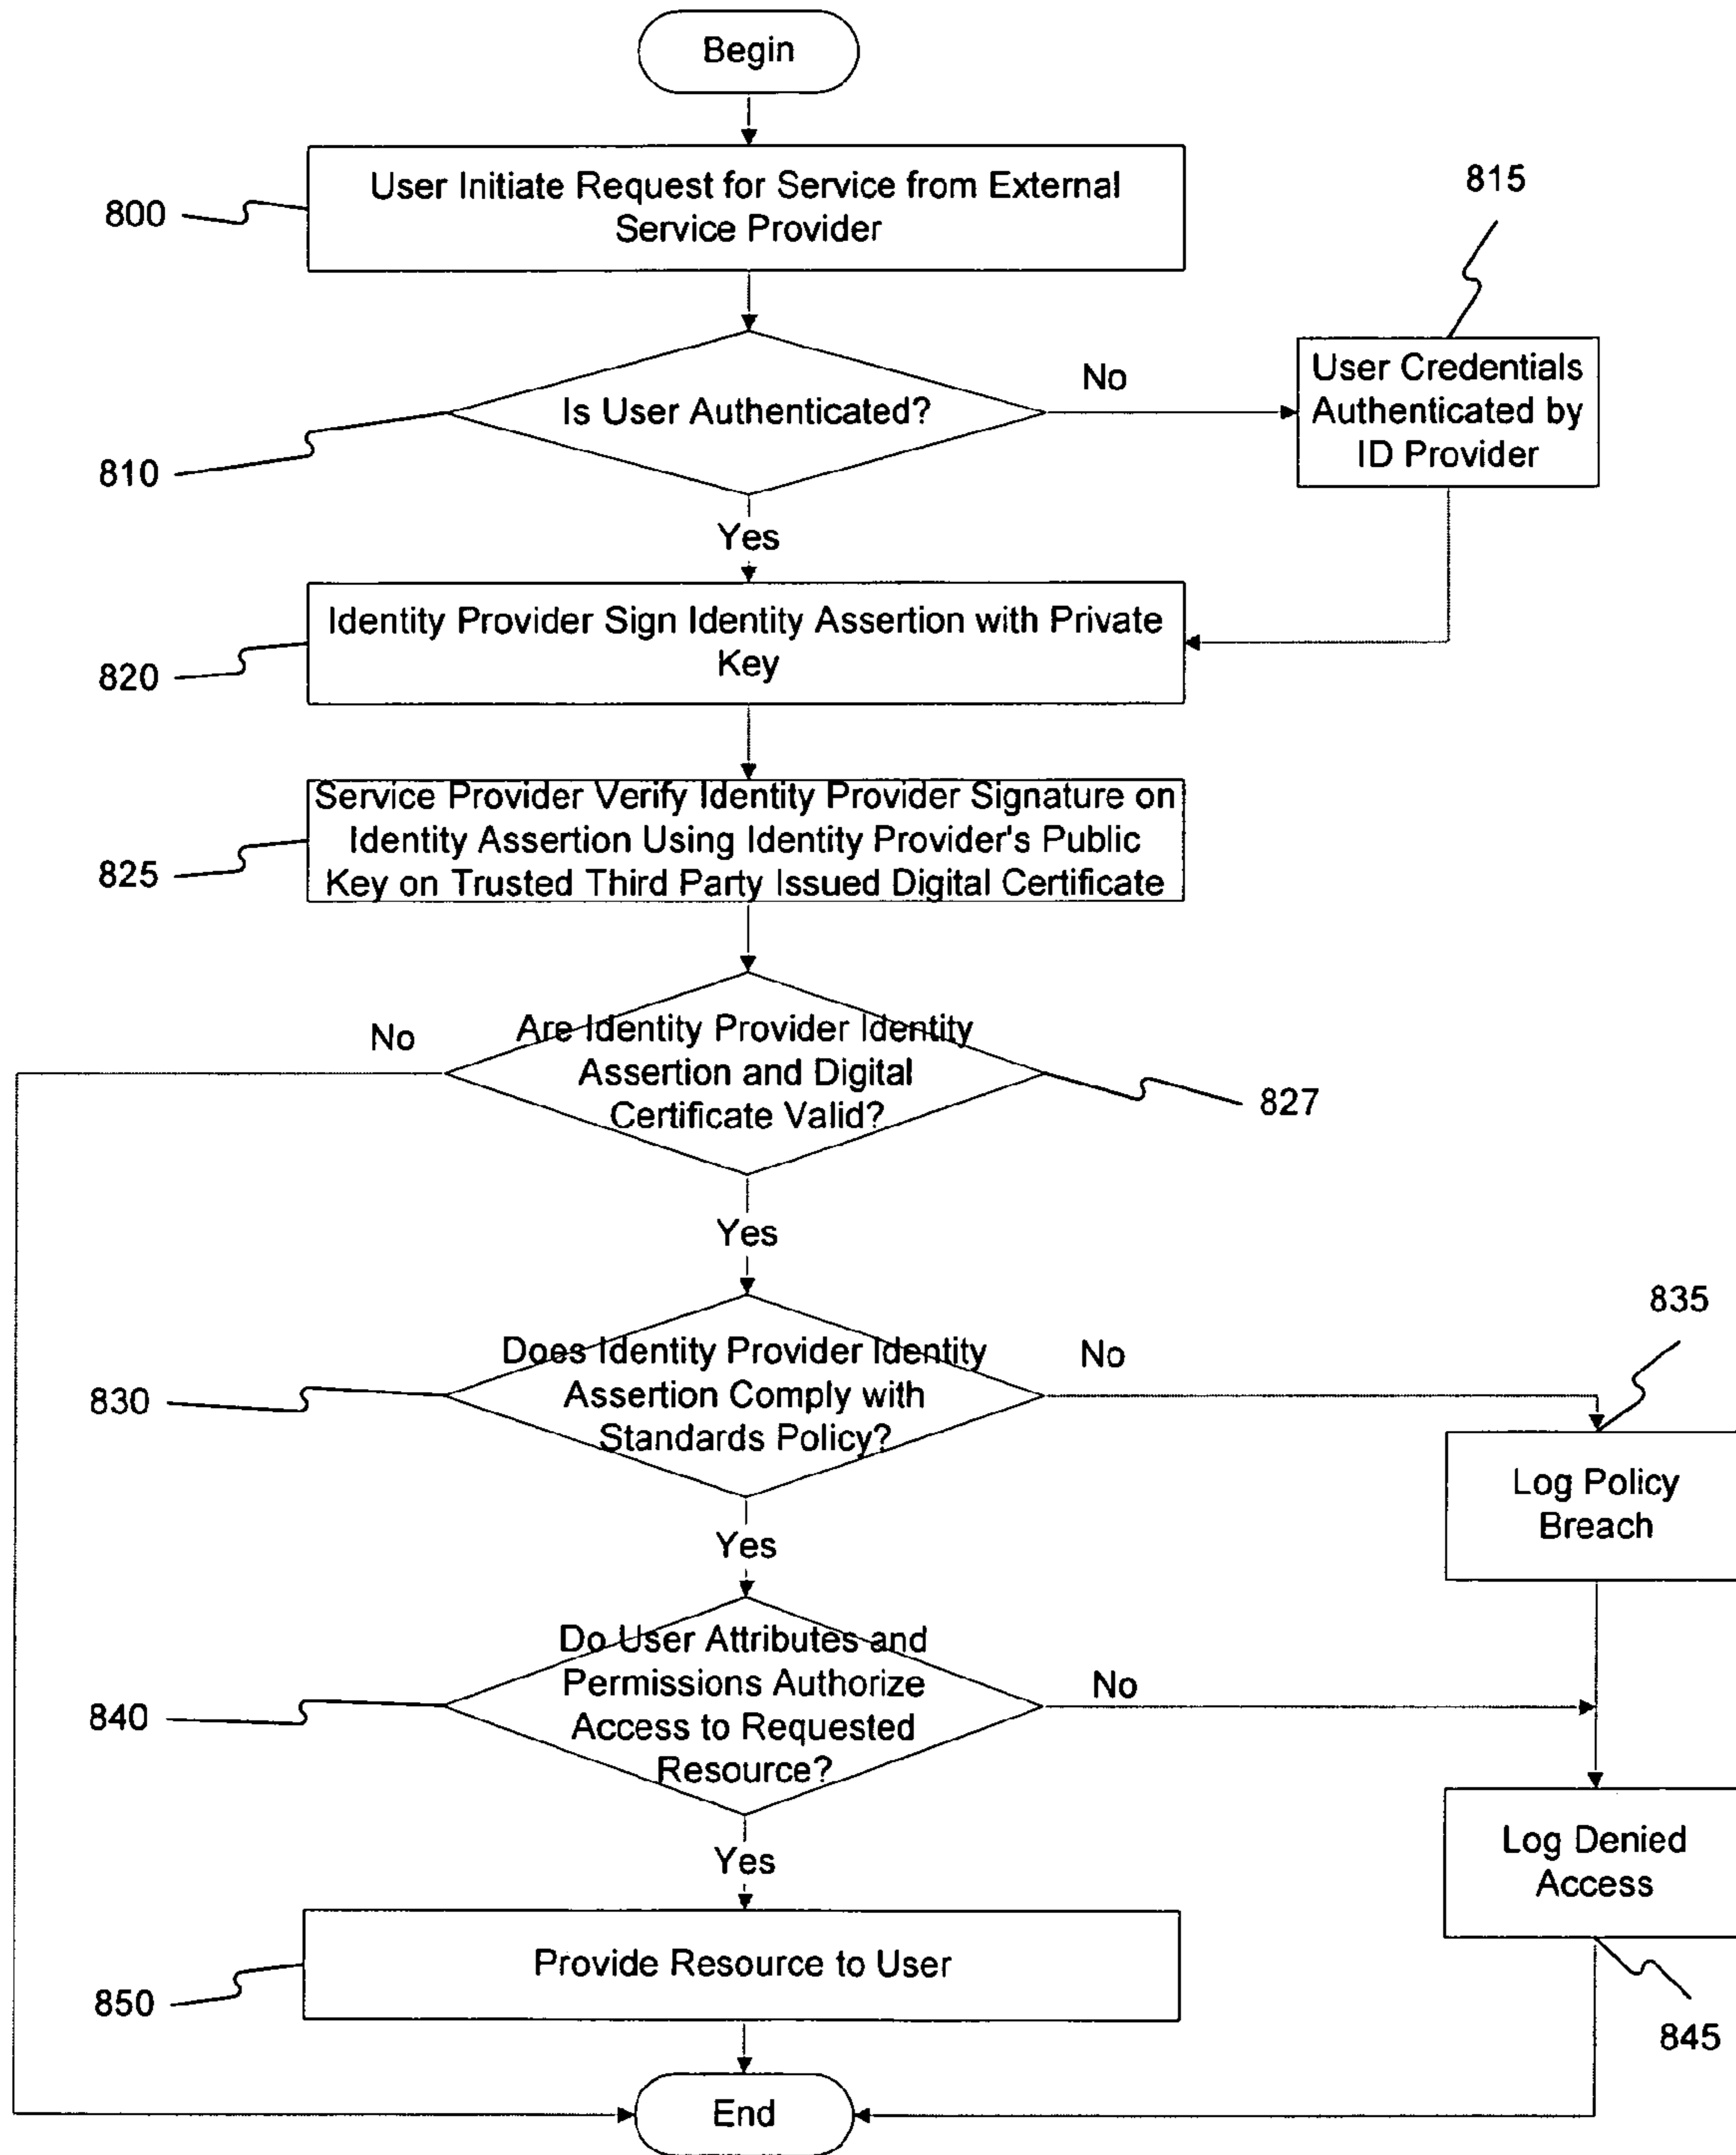 Begin
User Initiate Request for Service from External
Service Provider
800
815
Is User Authenticated?
No
810
User Credentials
Authenticated by
ID Provider
Yes
Identity Provider Sign Identity Assertion with Private
Key
820
Service Provider Verify Identity Provider Signature on
Identity Assertion Using Identity Provider's Public
Key on Trusted Third Party Issued Digital Certificate
825
No
Are Identity Provider Identity
Assertion and Digital
Certificate Valid?
827
Yes
Does Identity Provider Identity
Assertion Comply with
Standards Policy?
No
830
835
Log Policy
Breach
Yes
Do User Attributes and
Permissions Authorize
Access to Requested
Resource?
No
840
Log Denied
Access
845
Yes
Provide Resource to User
850
End